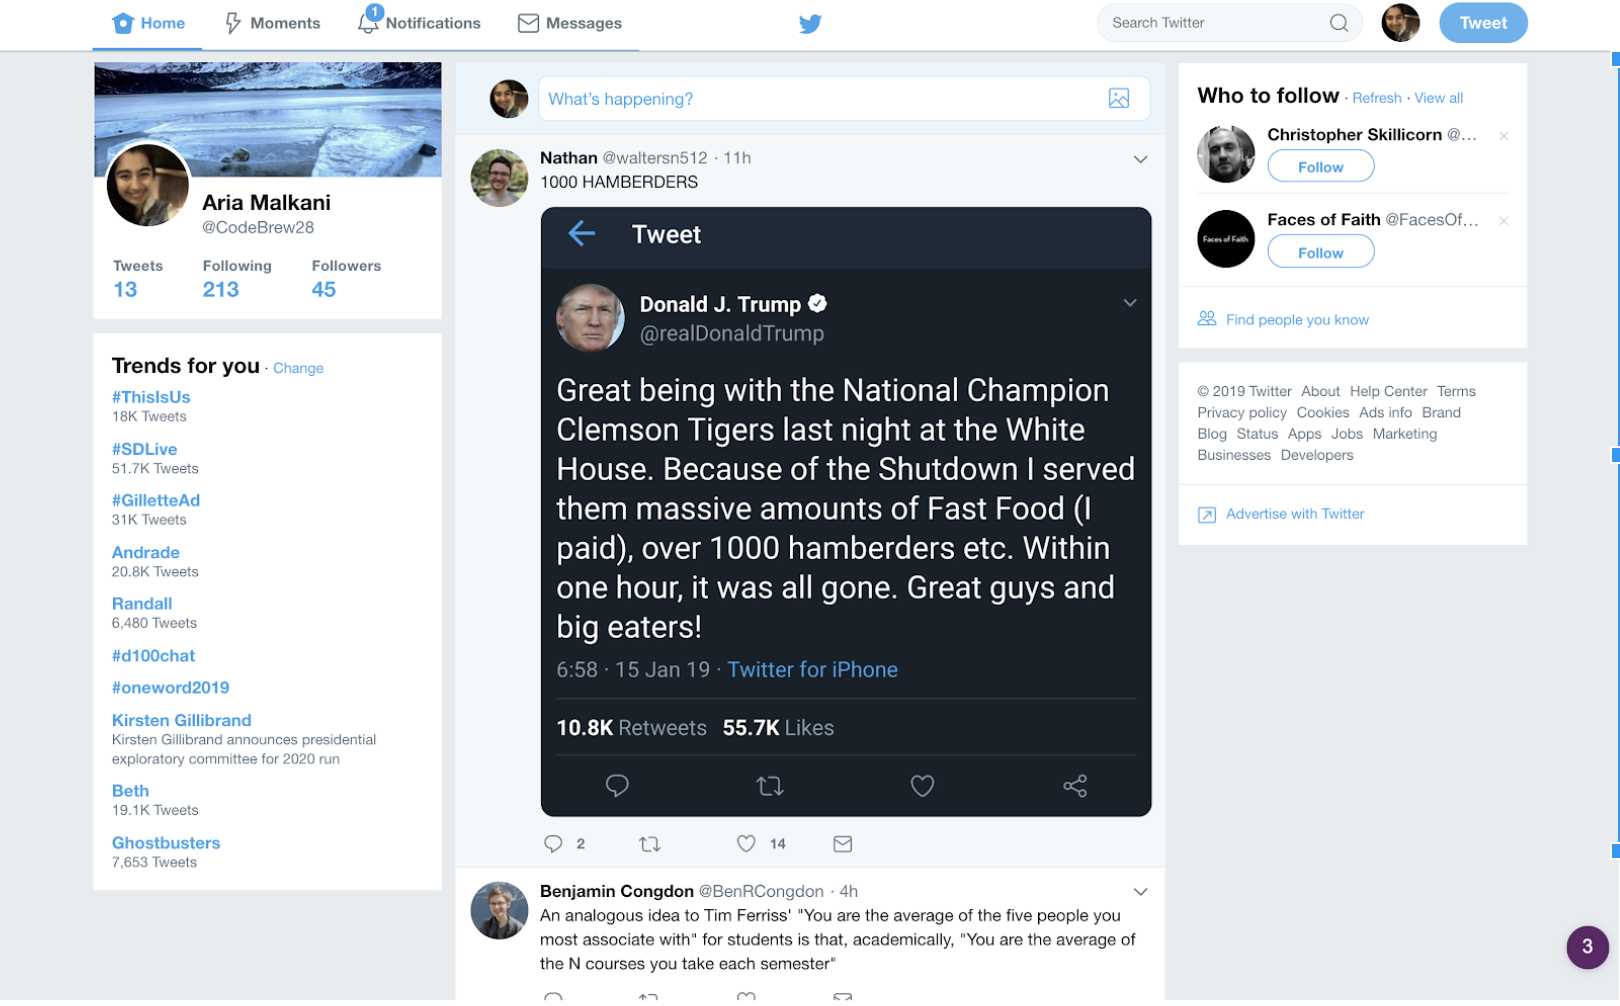 Home
Moments
1
Notifications
Messages
Search Twitter
Tweet
Aria Malkani
@CodeBrew28
Tweets Following Followers
13 213 45
Trends for you · Change
#ThisIsUs
18K Tweets
#SDLive
51.7K Tweets
#GilletteAd
31K Tweets
Andrade
20.8K Tweets
Randall
6,480 Tweets
#d100chat
#oneword2019
Kirsten Gillibrand
Kirsten Gillibrand announces presidential
exploratory committee for 2020 run
Beth
19.1K Tweets
Ghostbusters
7,653 Tweets
What's happening?
Nathan @waltersn512 · 11h
1000 HAMBERDERS
Tweet
Donald J. Trump
@realDonaldTrump
Great being with the National Champion
Clemson Tigers last night at the White
House. Because of the Shutdown I served
them massive amounts of Fast Food (I
paid), over 1000 hamberders etc. Within
one hour, it was all gone. Great guys and
big eaters!
6:58 · 15 Jan 19 · Twitter for iPhone
10.8K Retweets 55.7K Likes
2 14
Benjamin Congdon @BenRCongdon · 4h
An analogous idea to Tim Ferriss' "You are the average of the five people you
most associate with" for students is that, academically, "You are the average of
the N courses you take each semester"
Who to follow · Refresh · View all
Christopher Skillicorn @...
Follow
Faces of Faith
Faces of Faith @FacesOf...
Follow
Find people you know
© 2019 Twitter About Help Center Terms
Privacy policy Cookies Ads info Brand
Blog Status Apps Jobs Marketing
Businesses Developers
Advertise with Twitter
3